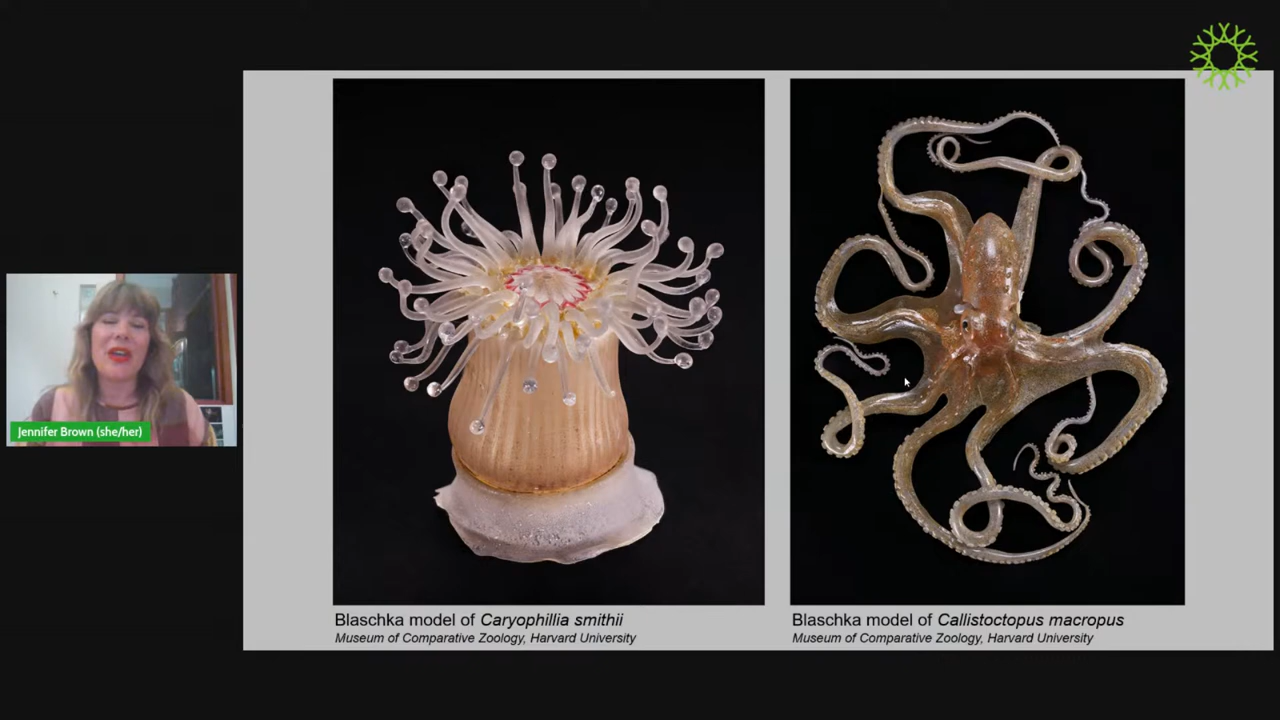 Jennifer Brown (she/her)
Blaschka model of Caryophillia smithii
Museum of Comparative Zoology, Harvard University
Blaschka model of Callistoctopus macropus
Museum of Comparative Zoology, Harvard University